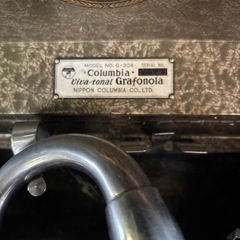 MODEL NO. G-208 SERIAL NO.
Columbia
Viva-tonal Grafonola
NIPPON COLUMBIA CO., LTD.